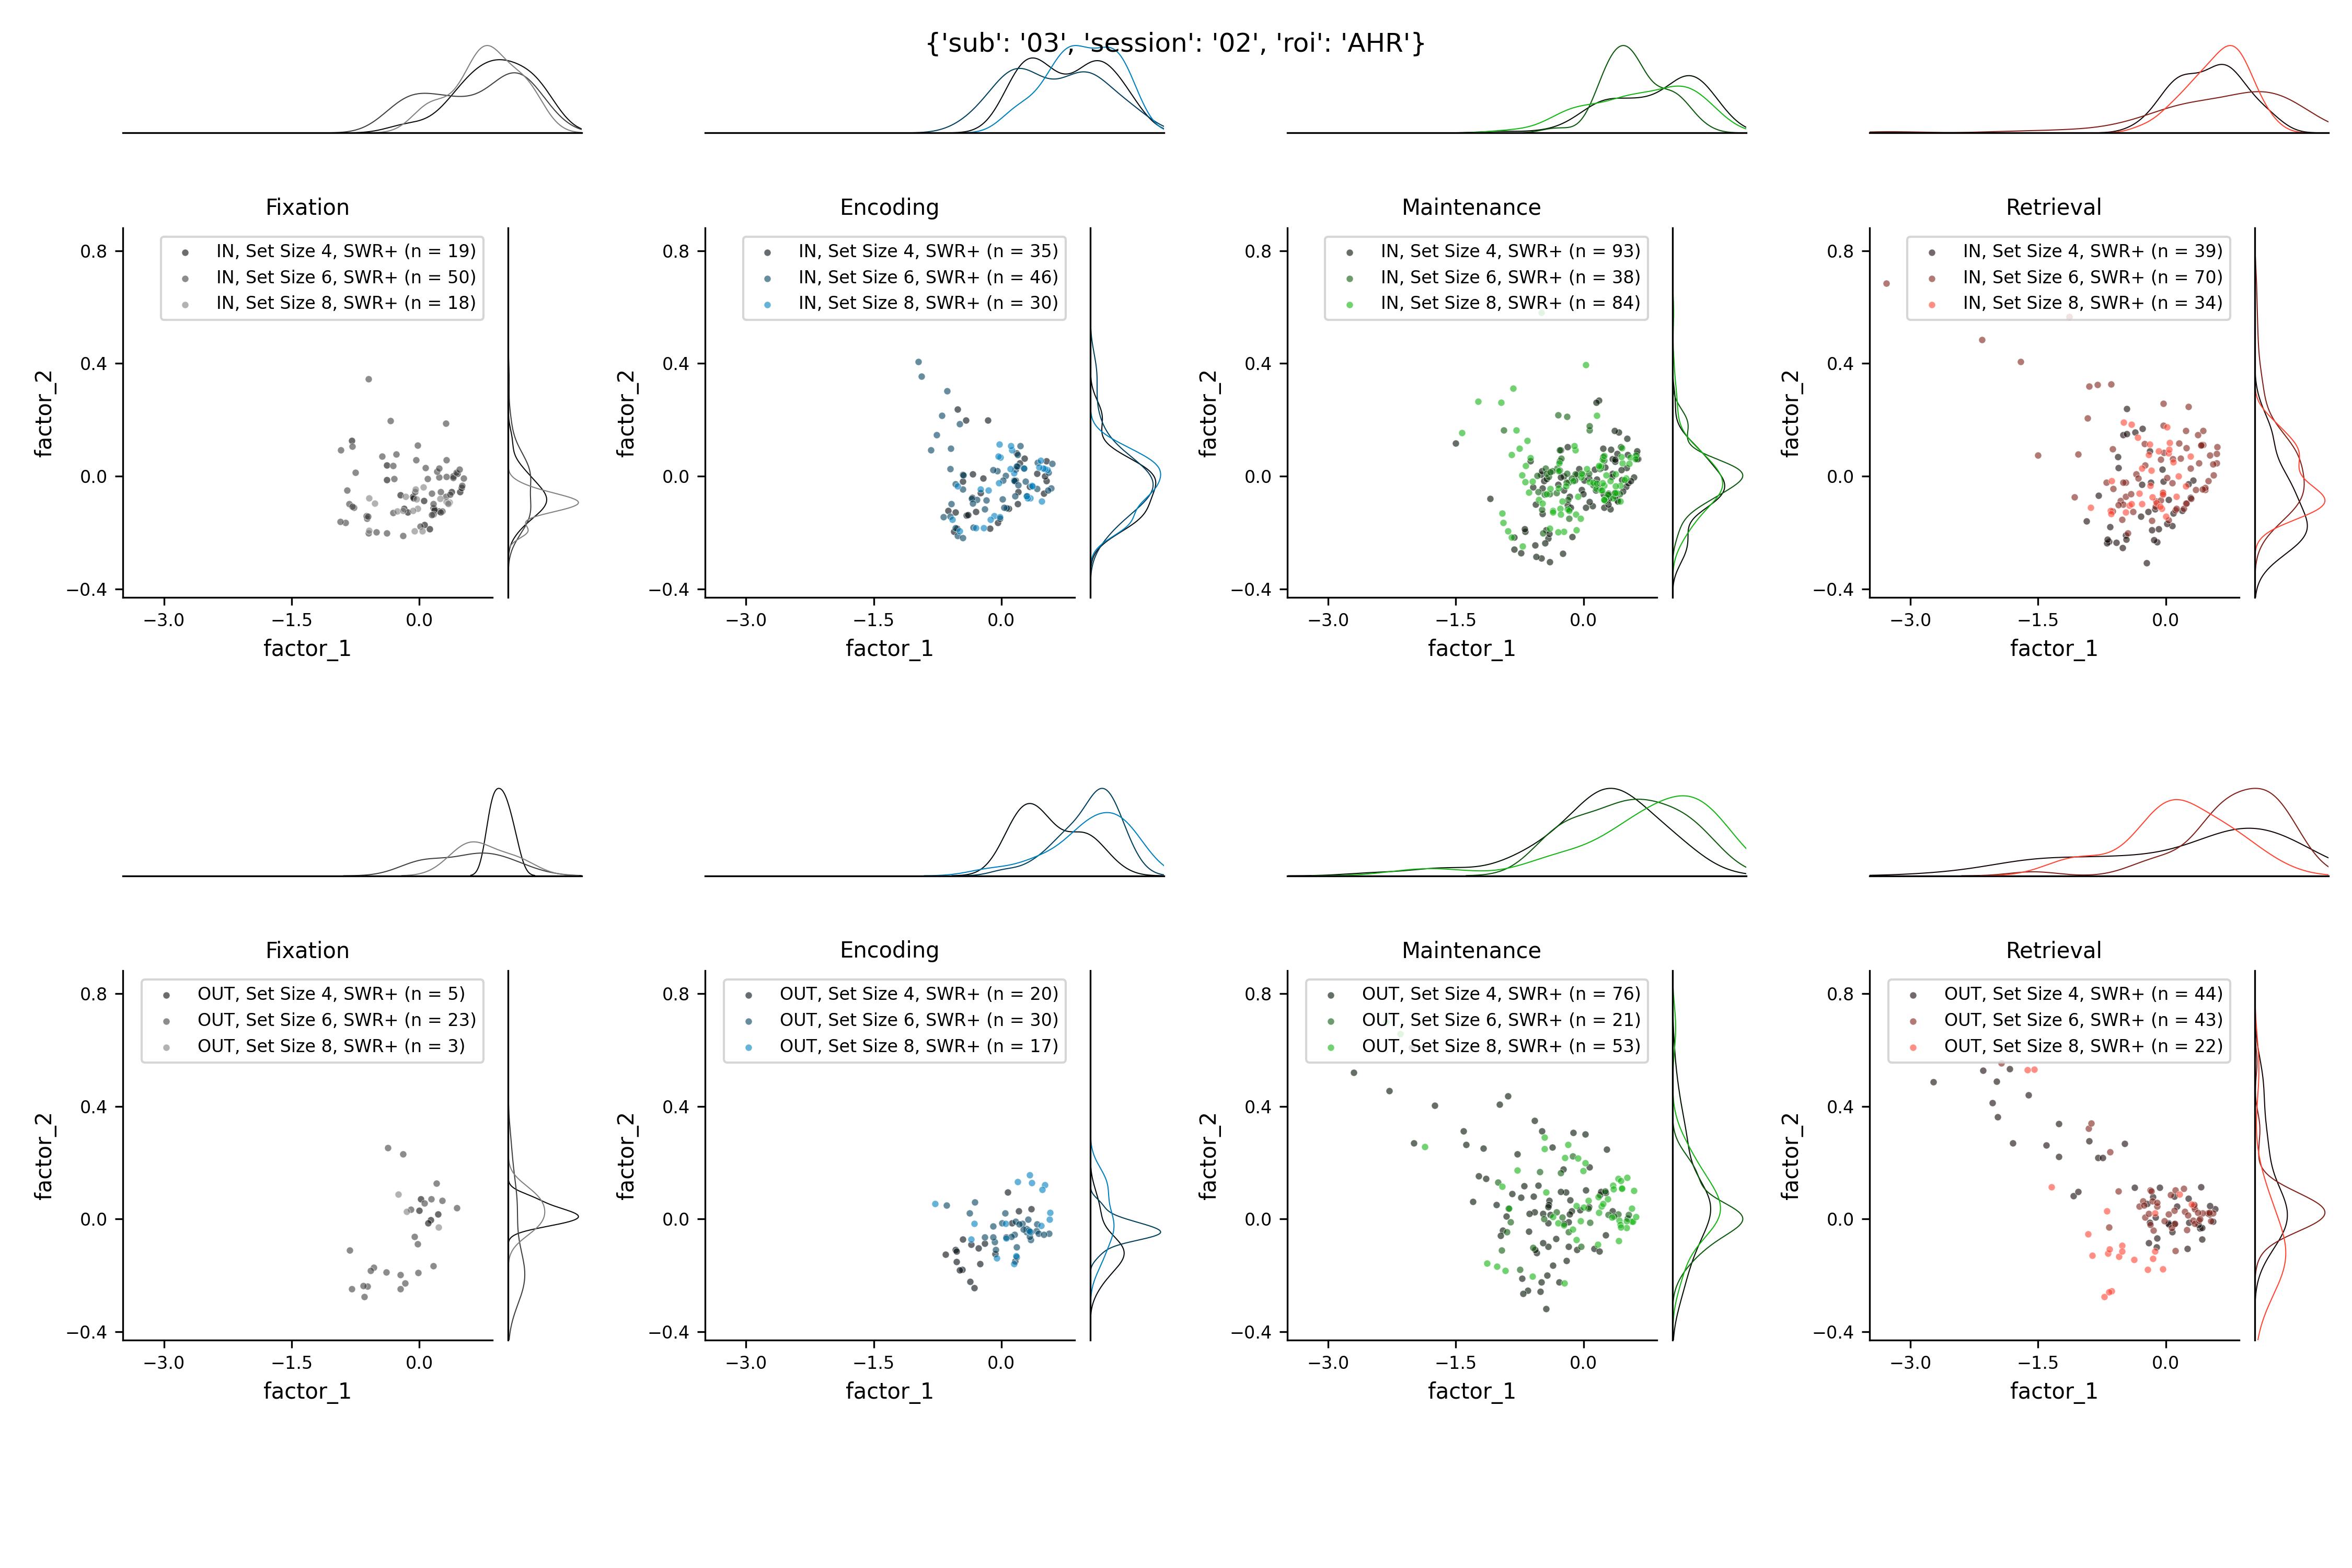 {'sub': '03', 'session': '02', 'roi': 'AHR'}
Fixation
IN, Set Size 4, SWR+ (n = 19)
IN, Set Size 6, SWR+ (n = 50)
IN, Set Size 8, SWR+ (n = 18)
0.8
0.4
0.0
−0.4
factor_2
−3.0 −1.5 0.0
factor_1
Encoding
IN, Set Size 4, SWR+ (n = 35)
IN, Set Size 6, SWR+ (n = 46)
IN, Set Size 8, SWR+ (n = 30)
0.8
0.4
0.0
−0.4
factor_2
−3.0 −1.5 0.0
factor_1
Maintenance
IN, Set Size 4, SWR+ (n = 93)
IN, Set Size 6, SWR+ (n = 38)
IN, Set Size 8, SWR+ (n = 84)
0.8
0.4
0.0
−0.4
factor_2
−3.0 −1.5 0.0
factor_1
Retrieval
IN, Set Size 4, SWR+ (n = 39)
IN, Set Size 6, SWR+ (n = 70)
IN, Set Size 8, SWR+ (n = 34)
0.8
0.4
0.0
−0.4
factor_2
−3.0 −1.5 0.0
factor_1
Fixation
OUT, Set Size 4, SWR+ (n = 5)
OUT, Set Size 6, SWR+ (n = 23)
OUT, Set Size 8, SWR+ (n = 3)
0.8
0.4
0.0
−0.4
factor_2
−3.0 −1.5 0.0
factor_1
Encoding
OUT, Set Size 4, SWR+ (n = 20)
OUT, Set Size 6, SWR+ (n = 30)
OUT, Set Size 8, SWR+ (n = 17)
0.8
0.4
0.0
−0.4
factor_2
−3.0 −1.5 0.0
factor_1
Maintenance
OUT, Set Size 4, SWR+ (n = 76)
OUT, Set Size 6, SWR+ (n = 21)
OUT, Set Size 8, SWR+ (n = 53)
0.8
0.4
0.0
−0.4
factor_2
−3.0 −1.5 0.0
factor_1
Retrieval
OUT, Set Size 4, SWR+ (n = 44)
OUT, Set Size 6, SWR+ (n = 43)
OUT, Set Size 8, SWR+ (n = 22)
0.8
0.4
0.0
−0.4
factor_2
−3.0 −1.5 0.0
factor_1